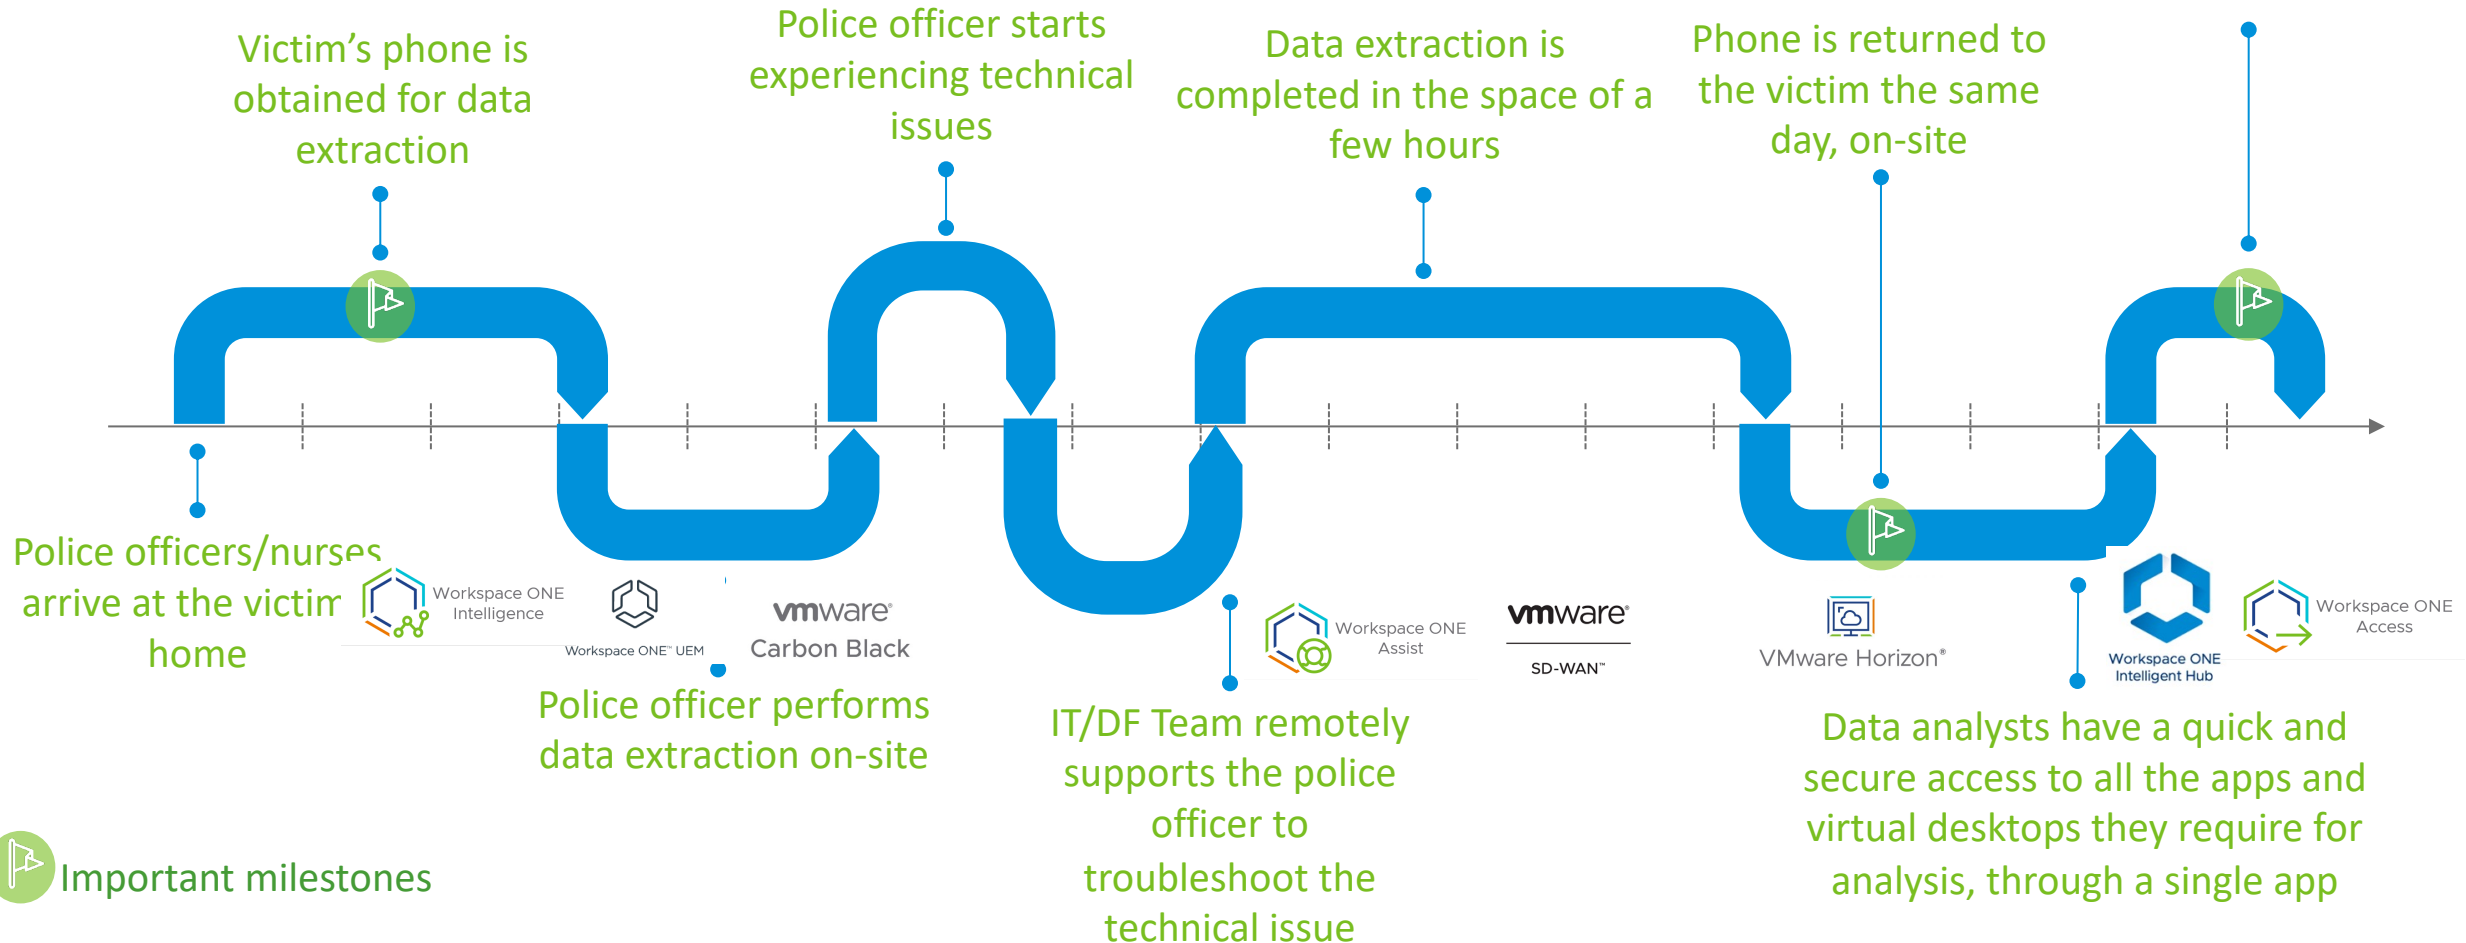 Victim’s phone is
obtained for data
extraction
Police officer starts
experiencing technical
issues
Data extraction is
completed in the space of a
few hours
Phone is returned to
the victim the same
day, on-site
Police officers/nurses
arrive at the victim
home
Workspace ONE
Intelligence
Workspace ONE™ UEM
vmware®
Carbon Black
Police officer performs
data extraction on-site
Workspace ONE
Assist
vmware®
SD-WAN™
IT/DF Team remotely
supports the police
officer to
troubleshoot the
technical issue
VMware Horizon®
Workspace ONE
Intelligent Hub
Workspace ONE
Access
Data analysts have a quick and
secure access to all the apps and
virtual desktops they require for
analysis, through a single app
Important milestones